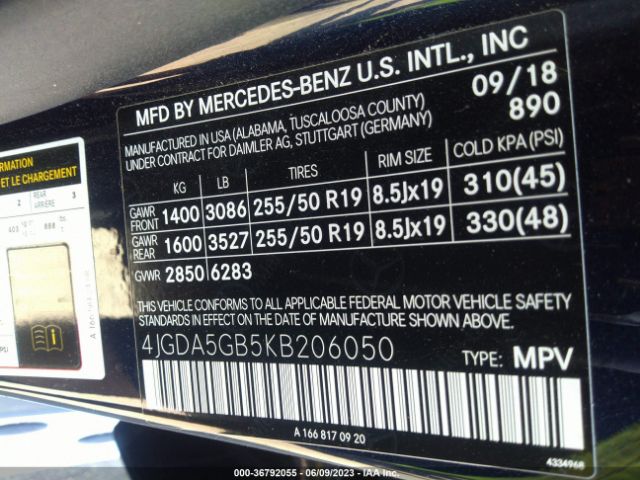 MFD BY MERCEDES-BENZ U.S. INTL., INC
09/18
MANUFACTURED IN USA (ALABAMA, TUSCALOOSA COUNTY)
UNDER CONTRACT FOR DAIMLER AG, STUTTGART (GERMANY)
890
KG LB TIRES RIM SIZE COLD KPA(PSI)
GAWR FRONT 1400 3086 255/50 R19 8.5Jx19 310(45)
GAWR REAR 1600 3527 255/50 R19 8.5Jx19 330(48)
GVWR 2850 6283
THIS VEHICLE CONFORMS TO ALL APPLICABLE FEDERAL MOTOR VEHICLE SAFETY
STANDARDS IN EFFECT ON THE DATE OF MANUFACTURE SHOWN ABOVE.
4JGDA5GB5KB206050
TYPE: MPV
A 166 817 09 20
4334968
ORMATION
ET LE CHARGEMENT
2 REAR ARRIÈRE 3
000-36792055 - 06/09/2023 - IAA Inc.